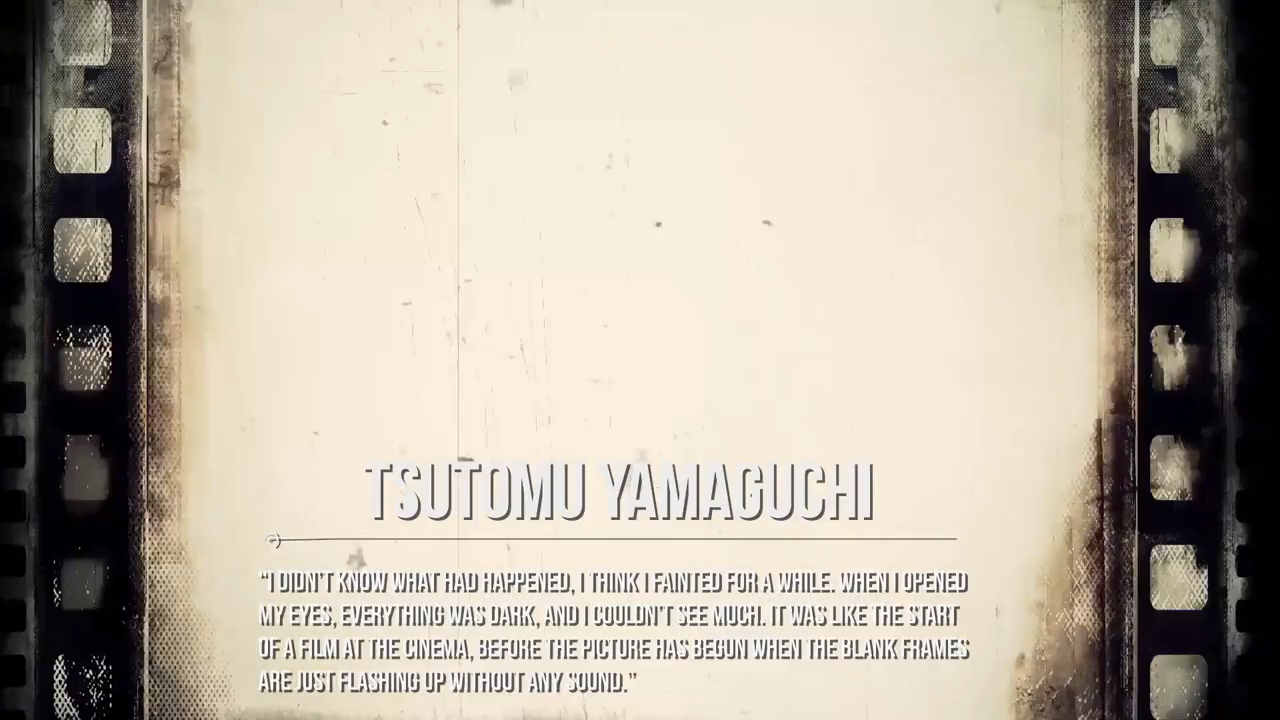 TSUTOMU YAMAGUCHI
“I DIDN’T KNOW WHAT HAD HAPPENED, I THINK I FAINTED FOR A WHILE. WHEN I OPENED
MY EYES, EVERYTHING WAS DARK, AND I COULDN’T SEE MUCH. IT WAS LIKE THE START
OF A FILM AT THE CINEMA, BEFORE THE PICTURE HAS BEGUN WHEN THE BLANK FRAMES
ARE JUST FLASHING UP WITHOUT ANY SOUND.”